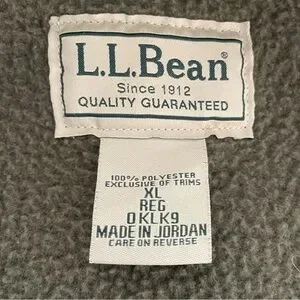 L.L.Bean®
Since 1912
QUALITY GUARANTEED
100% POLYESTER
EXCLUSIVE OF TRIMS
XL
REG
0KLK9
MADE IN JORDAN
CARE ON REVERSE